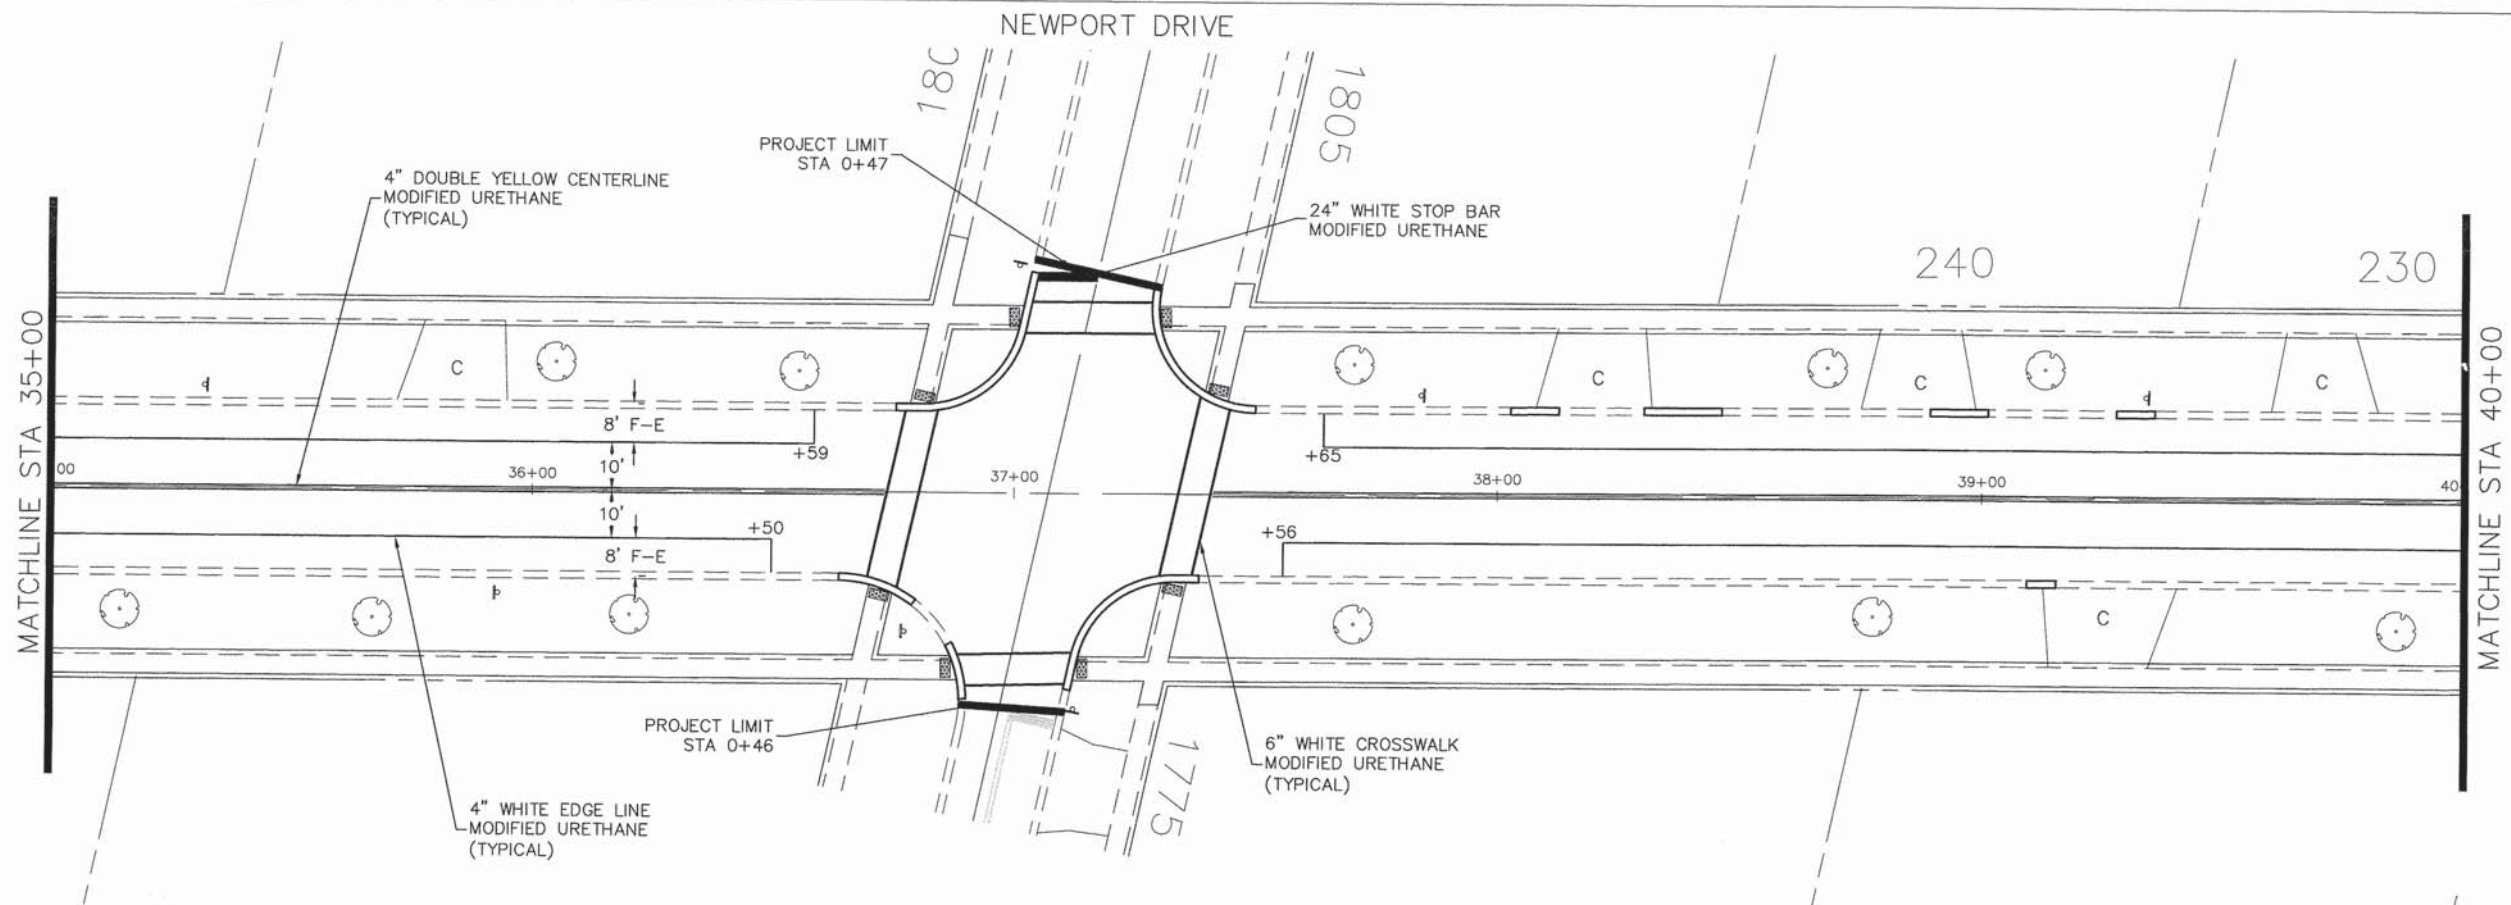 NEWPORT DRIVE
1805
PROJECT LIMIT
STA 0+47
4" DOUBLE YELLOW CENTERLINE
MODIFIED URETHANE
(TYPICAL)
24" WHITE STOP BAR
MODIFIED URETHANE
240
230
MATCHLINE STA 35+00
MATCHLINE STA 40+00
C
C
C
C
8' F-E
+59
+65
00
36+00
10'
37+00
38+00
39+00
40
10'
+50
+56
8' F-E
C
PROJECT LIMIT
STA 0+46
1775
6" WHITE CROSSWALK
MODIFIED URETHANE
(TYPICAL)
4" WHITE EDGE LINE
MODIFIED URETHANE
(TYPICAL)